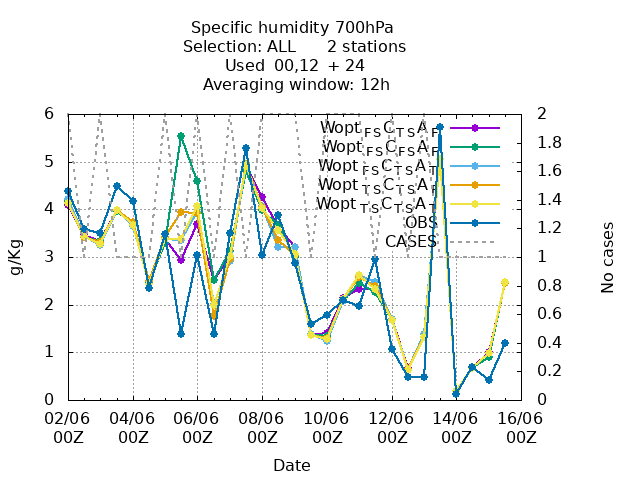 Specific humidity 700hPa
Selection: ALL 2 stations
Used 00,12 + 24
Averaging window: 12h
g/Kg
6
5
4
3
2
1
0
2
1.8
1.6
1.4
1.2
1
0.8
0.6
0.4
0.2
0
No cases
Wopt FS C TS A F
Wopt FS C FS A F
Wopt FS C TS A T
Wopt TS C TS A F
Wopt TS C TS A T
OBS
CASES
02/06 04/06 06/06 08/06 10/06 12/06 14/06 16/06
00Z 00Z 00Z 00Z 00Z 00Z 00Z 00Z
Date